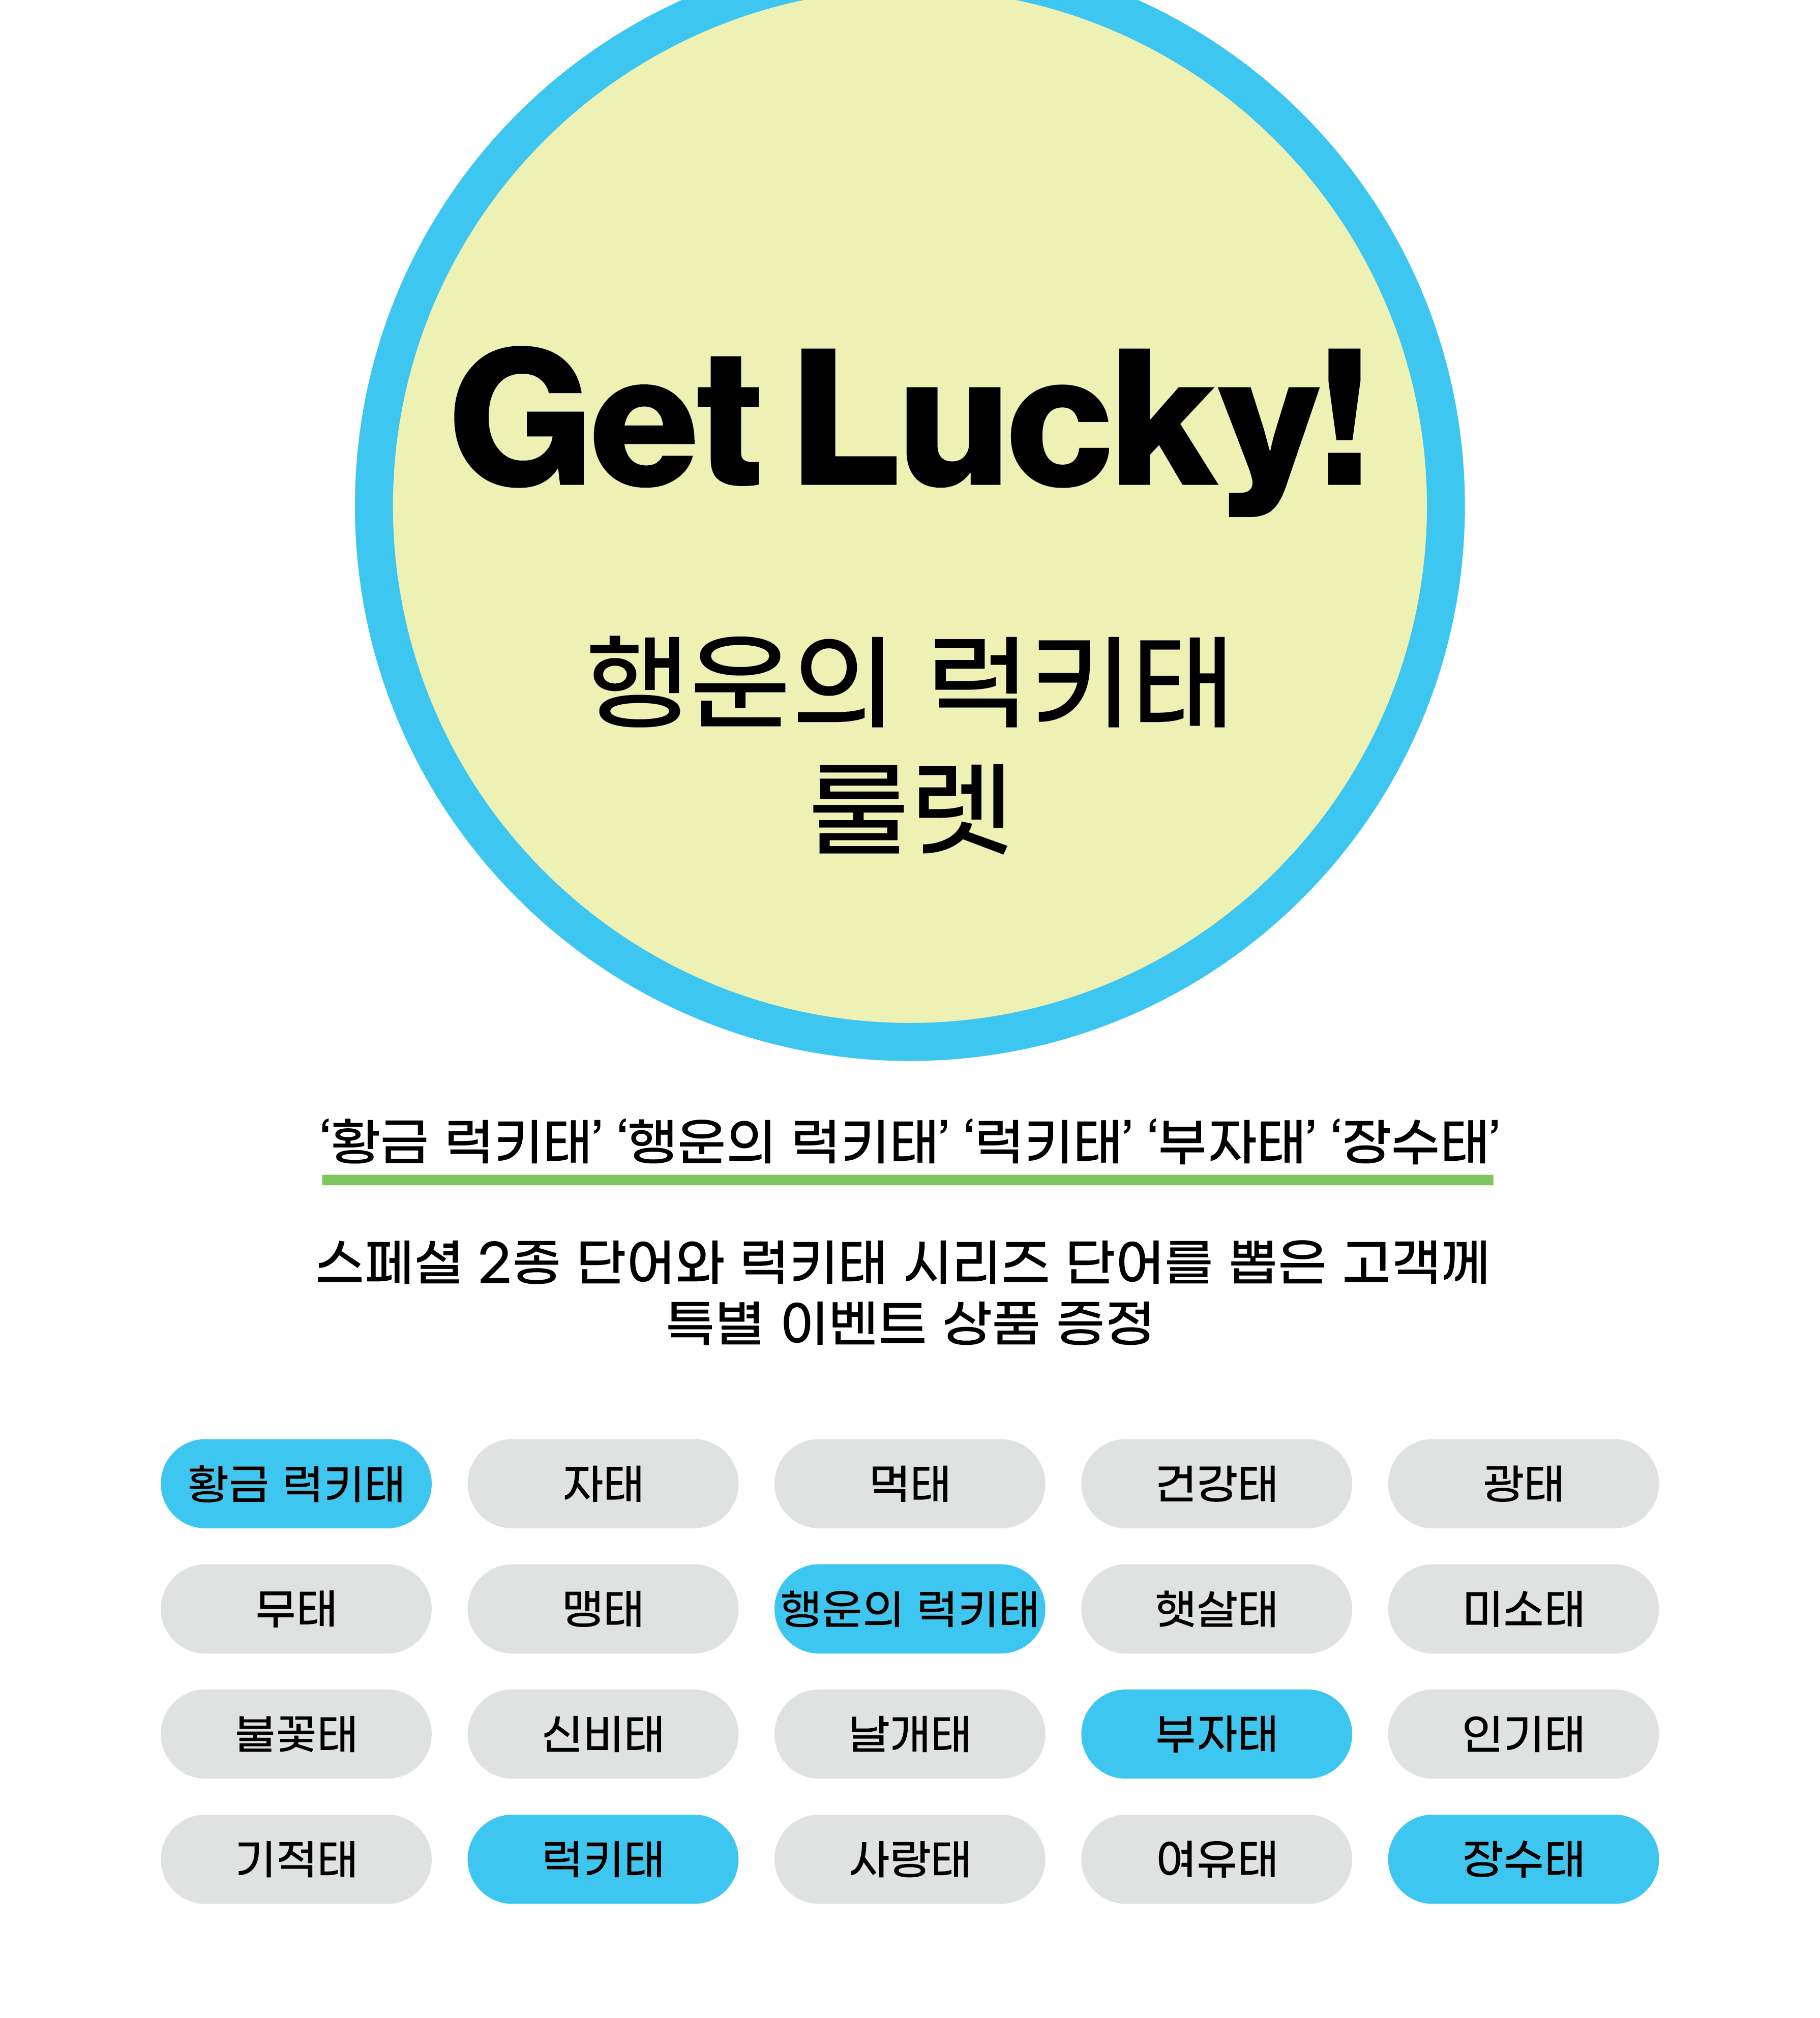 Get Lucky!
행운의 럭키태
룰렛
‘황금 럭키태’ ‘행운의 럭키태’ ‘럭키태’ ‘부자태’ ‘장수태’
스페셜 2종 단어와 럭키태 시리즈 단어를 뽑은 고객께
특별 이벤트 상품 증정
황금 럭키태 자태 먹태 건강태 광태
무태 맹태 행운의 럭키태 햇살태 미소태
불꽃태 신비태 날개태 부자태 인기태
기적태 럭키태 사랑태 여유태 장수태